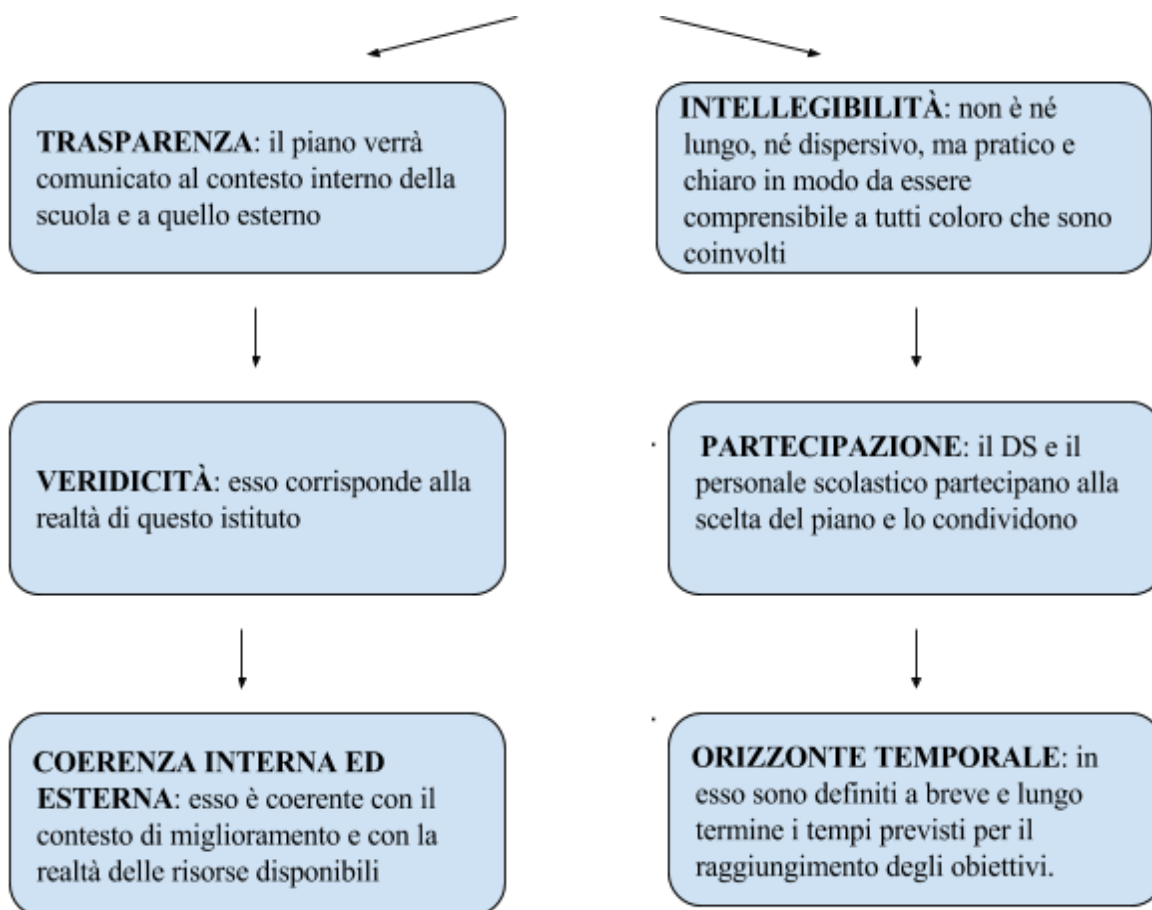 TRASPARENZA: il piano verrà
comunicato al contesto interno della
scuola e a quello esterno
INTELLEGIBILITÀ: non è né
lungo, né dispersivo, ma pratico e
chiaro in modo da essere
comprensibile a tutti coloro che sono
coinvolti
VERIDICITÀ: esso corrisponde alla
realtà di questo istituto
PARTECIPAZIONE: il DS e il
personale scolastico partecipano alla
scelta del piano e lo condividono
COERENZA INTERNA ED
ESTERNA: esso è coerente con il
contesto di miglioramento e con la
realtà delle risorse disponibili
ORIZZONTE TEMPORALE: in
esso sono definiti a breve e lungo
termine i tempi previsti per il
raggiungimento degli obiettivi.